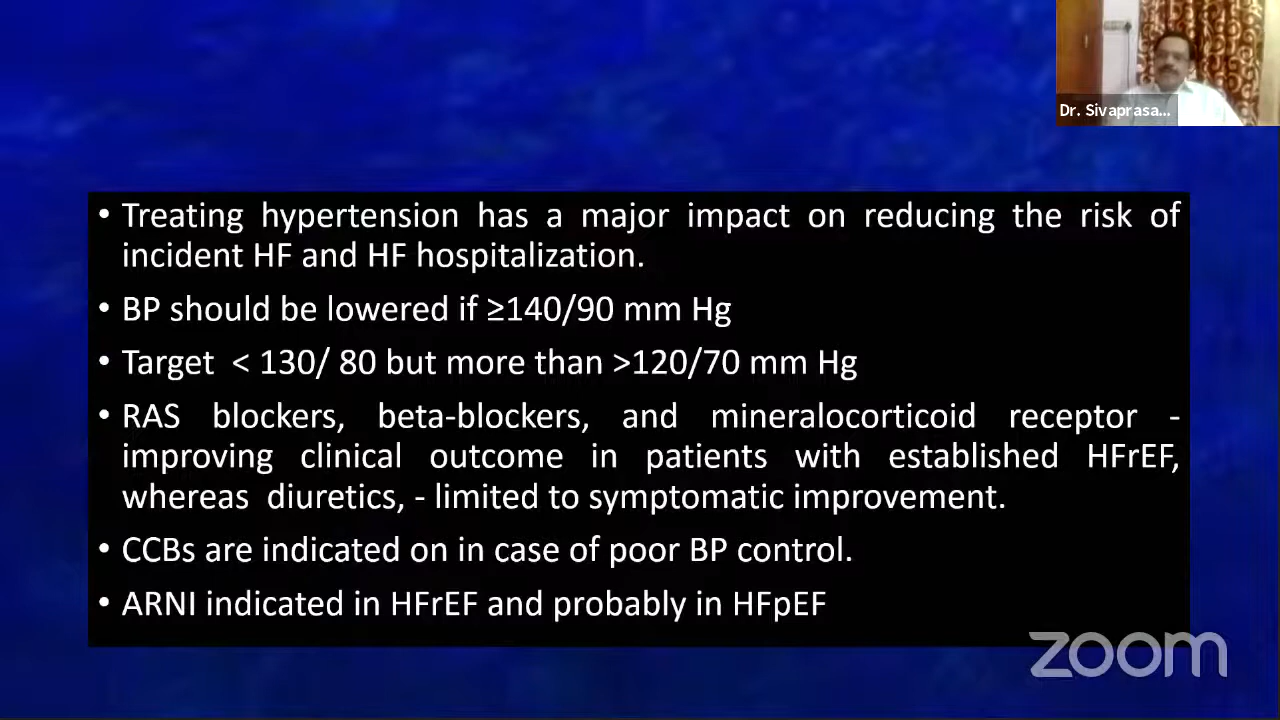 Dr. Sivaprasa...
• Treating hypertension has a major impact on reducing the risk of
incident HF and HF hospitalization.
• BP should be lowered if ≥140/90 mm Hg
• Target < 130/ 80 but more than >120/70 mm Hg
• RAS blockers, beta-blockers, and mineralocorticoid receptor -
improving clinical outcome in patients with established HFrEF,
whereas diuretics, - limited to symptomatic improvement.
• CCBs are indicated on in case of poor BP control.
• ARNI indicated in HFrEF and probably in HFpEF
zoom